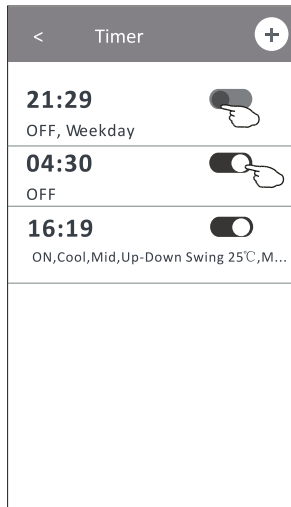 < Timer +
21:29
OFF, Weekday
04:30
OFF
16:19
ON,Cool,Mid,Up-Down Swing 25℃,M...